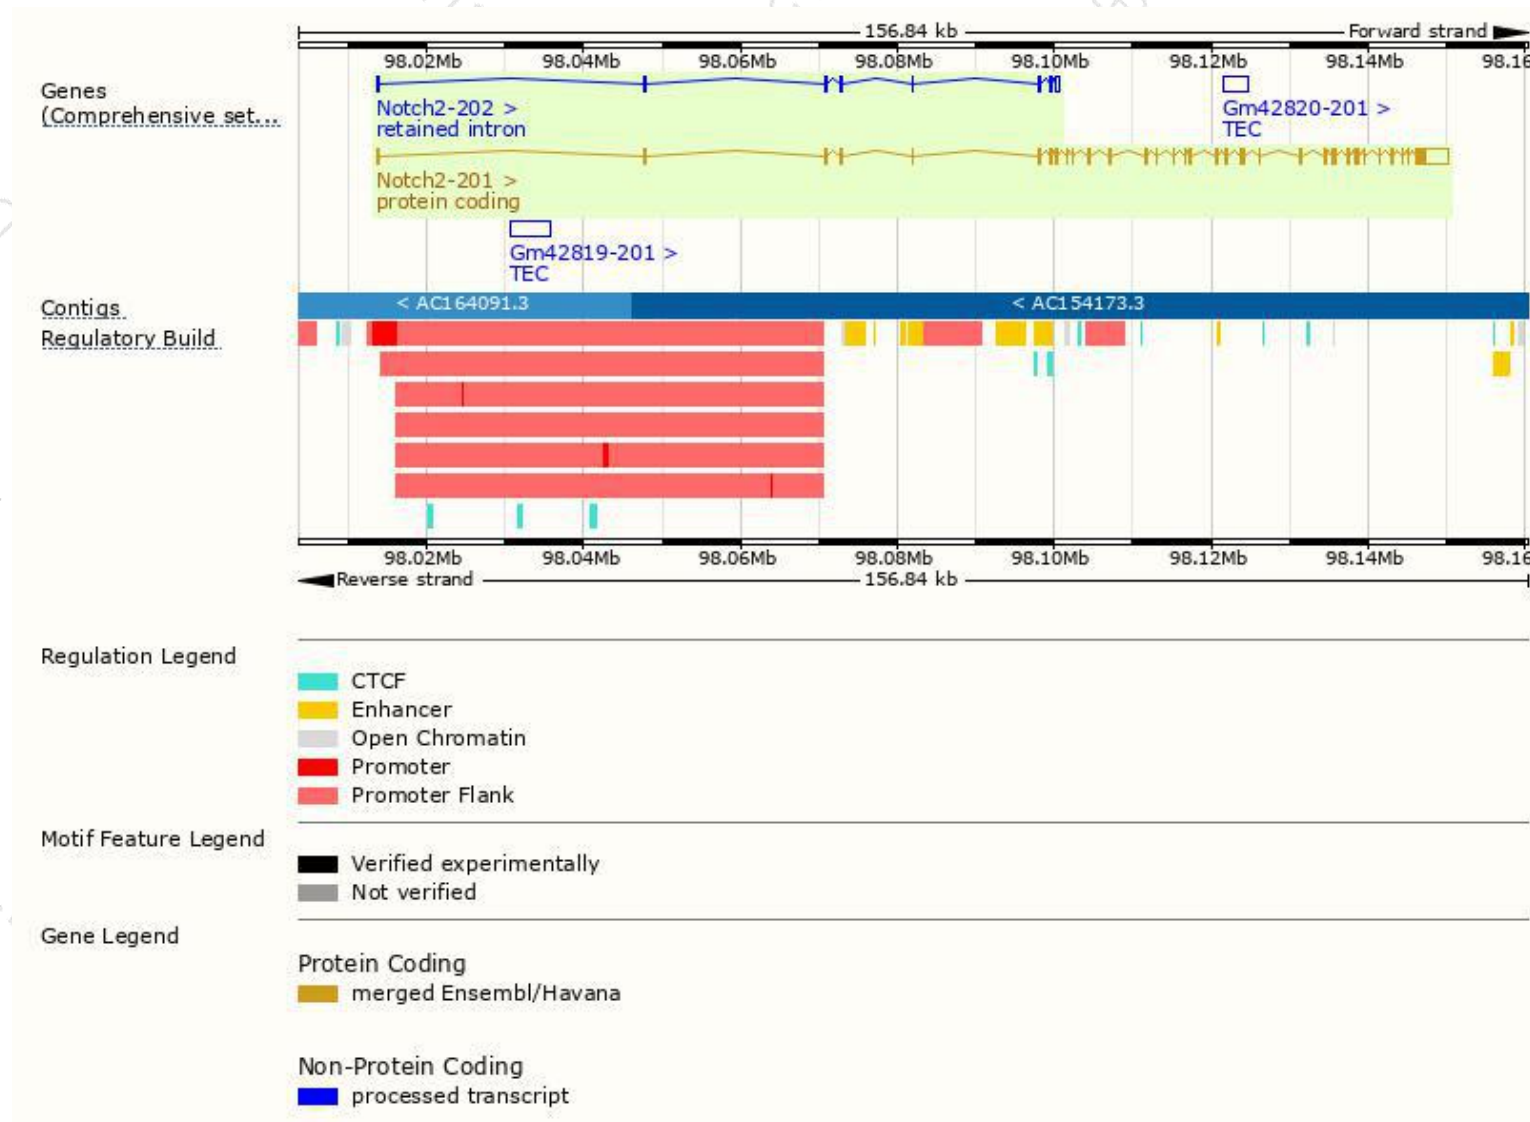 156.84 kb
Forward strand
98.02Mb 98.04Mb 98.06Mb 98.08Mb 98.10Mb 98.12Mb 98.14Mb 98.16
Genes
(Comprehensive set...
Notch2-202 >
retained intron
Gm42820-201 >
TEC
Notch2-201 >
protein coding
Gm42819-201 >
TEC
Contigs
< AC164091.3
< AC154173.3
Regulatory Build
98.02Mb 98.04Mb 98.06Mb 98.08Mb 98.10Mb 98.12Mb 98.14Mb 98.16
Reverse strand
156.84 kb
Regulation Legend
CTCF
Enhancer
Open Chromatin
Promoter
Promoter Flank
Motif Feature Legend
Verified experimentally
Not verified
Gene Legend
Protein Coding
merged Ensembl/Havana
Non-Protein Coding
processed transcript